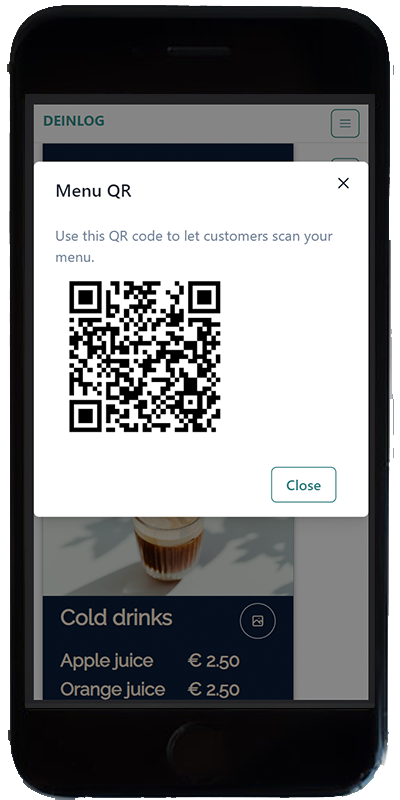 DEINLOG
Menu QR
Use this QR code to let customers scan your
menu.
Close
Cold drinks
Apple juice € 2.50
Orange juice € 2.50